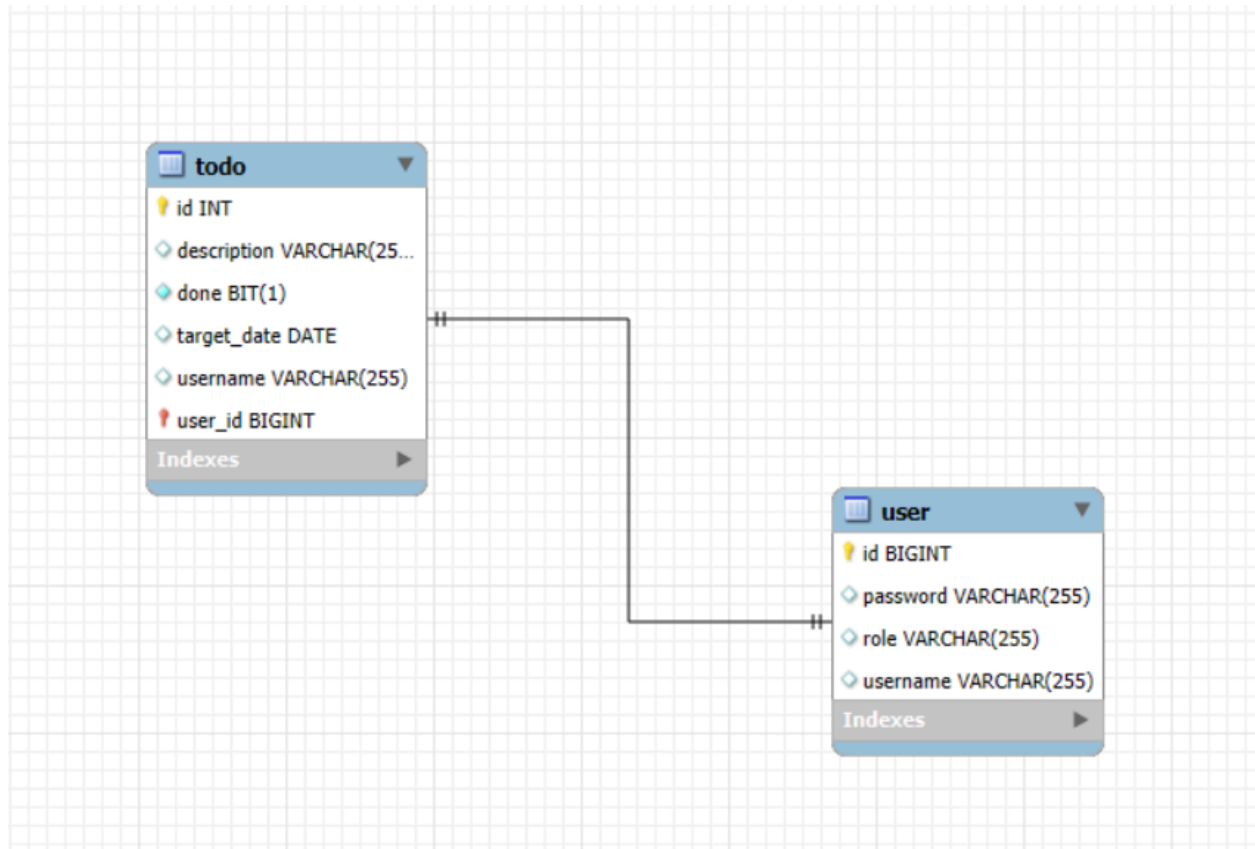 todo
id INT
description VARCHAR(25...
done BIT(1)
target_date DATE
username VARCHAR(255)
user_id BIGINT
Indexes
user
id BIGINT
password VARCHAR(255)
role VARCHAR(255)
username VARCHAR(255)
Indexes